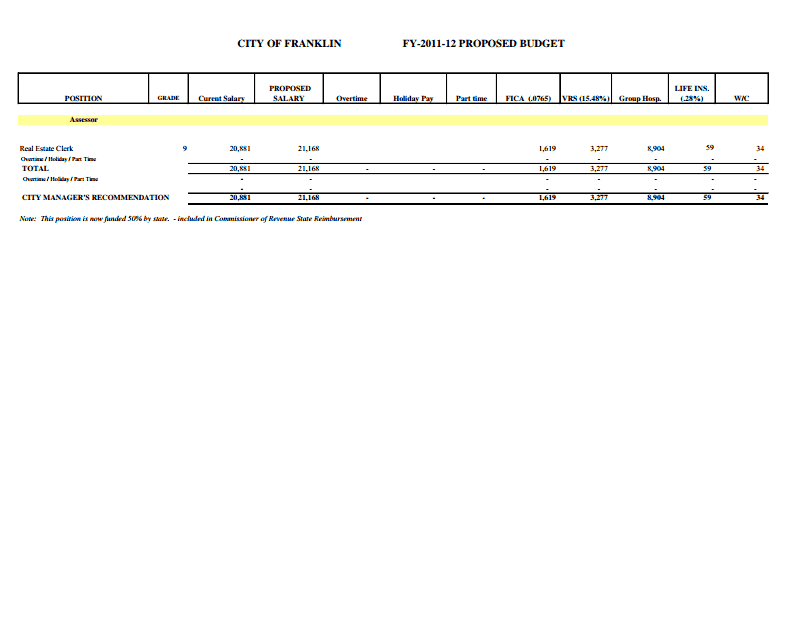 CITY OF FRANKLIN FY-2011-12 PROPOSED BUDGET
POSITION GRADE Curent Salary PROPOSED SALARY Overtime Holiday Pay Part time FICA (.0765) VRS (15.48%) Group Hosp. LIFE INS. (.28%) W/C
Assessor
Real Estate Clerk 9 20,881 21,168 1,619 3,277 8,904 59 34
Overtime / Holiday / Part Time - - - - - - -
TOTAL 20,881 21,168 - - - 1,619 3,277 8,904 59 34
Overtime / Holiday / Part Time - - - - - - -
- - - - - - -
CITY MANAGER'S RECOMMENDATION 20,881 21,168 - - - 1,619 3,277 8,904 59 34
Note: This position is now funded 50% by state. - included in Commissioner of Revenue State Reimbursement